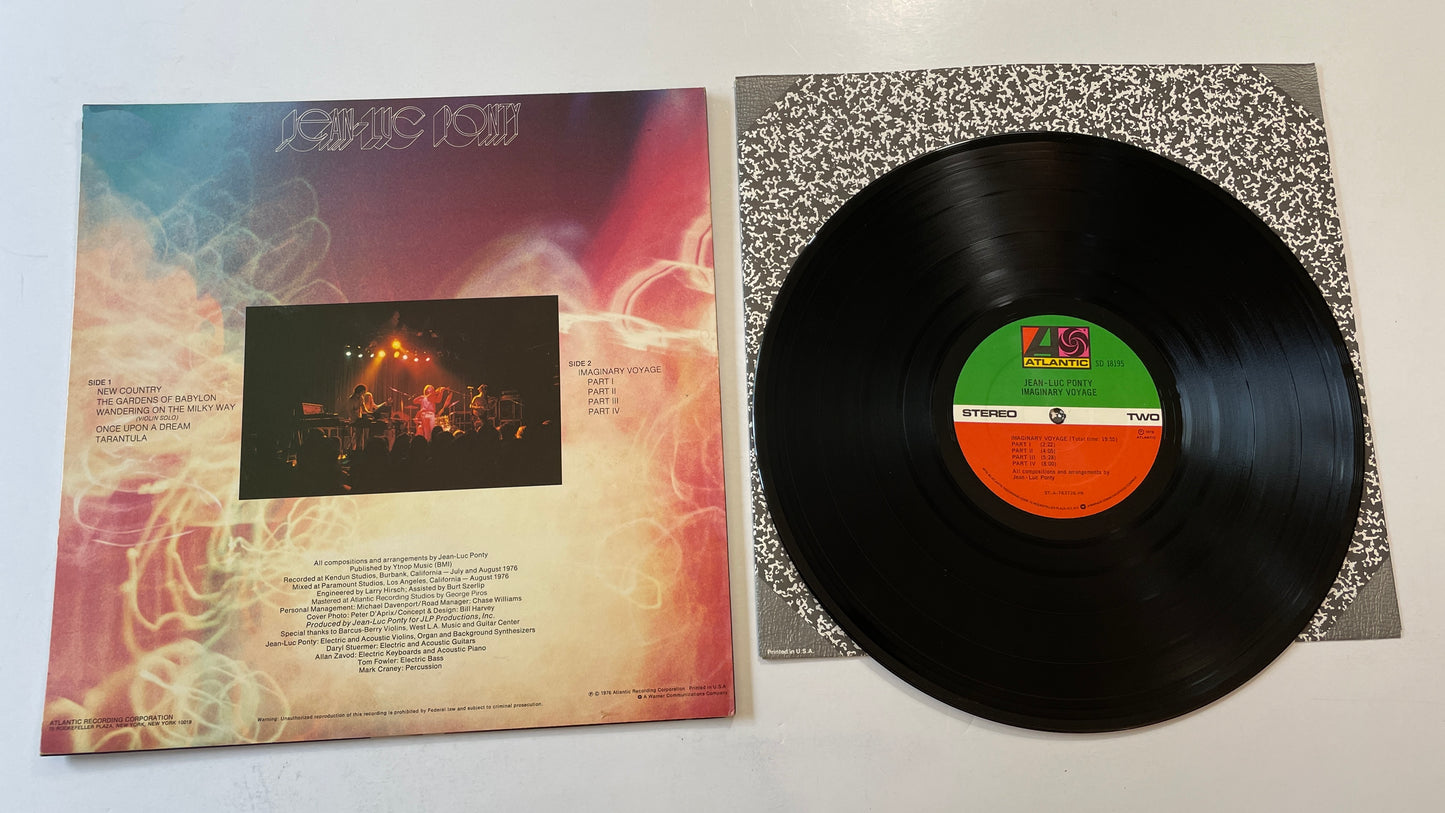 JEAN-LUC PONTY
SIDE 1
NEW COUNTRY
THE GARDENS OF BABYLON
WANDERING ON THE MILKY WAY
(VIOLIN SOLO)
ONCE UPON A DREAM
TARANTULA
SIDE 2
IMAGINARY VOYAGE
PART I
PART II
PART III
PART IV
All compositions and arrangements by Jean-Luc Ponty
Published by Ytnop Music (BMI)
Recorded at Kendun Studios, Burbank, California — July and August 1976
Mixed at Paramount Studios, Los Angeles, California — August 1976
Engineered by Larry Hirsch; Assisted by Burt Szerlip
Mastered at Atlantic Recording Studios by George Piros
Personal Management: Michael Davenport/Road Manager: Chase Williams
Cover Photo: Peter D'Aprix/Concept & Design: Bill Harvey
Produced by Jean-Luc Ponty for JLP Productions, Inc.
Special thanks to Barcus-Berry Violins, West L.A. Music and Guitar Center
Jean-Luc Ponty: Electric and Acoustic Violins, Organ and Background Synthesizers
Daryl Stuermer: Electric and Acoustic Guitars
Allan Zavod: Electric Keyboards and Acoustic Piano
Tom Fowler: Electric Bass
Mark Craney: Percussion
℗ © 1976 Atlantic Recording Corporation Printed in U.S.A.
A Warner Communications Company
ATLANTIC RECORDING CORPORATION
75 ROCKEFELLER PLAZA, NEW YORK, NEW YORK 10019
Warning: Unauthorized reproduction of this recording is prohibited by Federal law and subject to criminal prosecution.
ATLANTIC
SD 18195
JEAN-LUC PONTY
IMAGINARY VOYAGE
STEREO
TWO
℗ 1976
ATLANTIC
IMAGINARY VOYAGE (Total time: 19:55)
PART I (2:22)
PART II (4:05)
PART III (5:28)
PART IV (8:00)
All compositions and arrangements by
Jean-Luc Ponty
Printed in U.S.A.